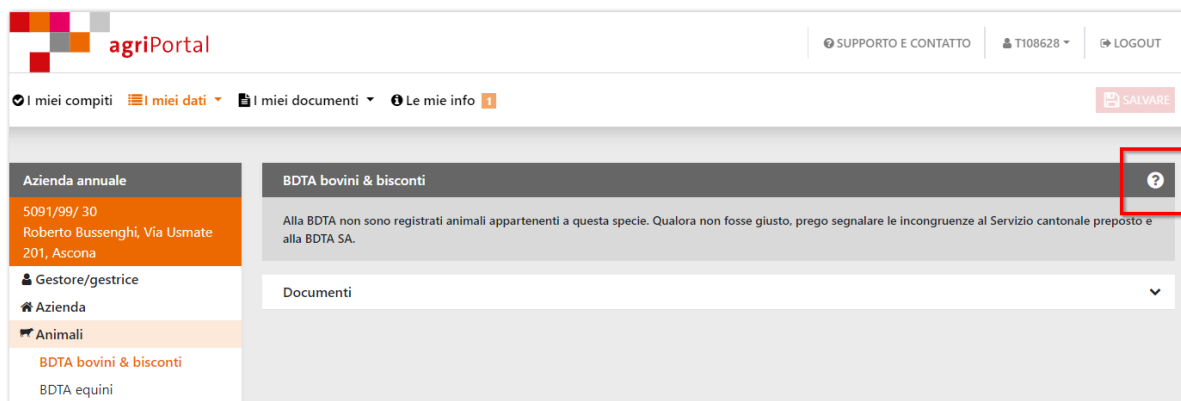 agriPortal
SUPPORTO E CONTATTO
T108628
LOGOUT
I miei compiti
I miei dati
I miei documenti
Le mie info 1
SALVARE
Azienda annuale
5091/99/ 30
Roberto Bussenghi, Via Usmate
201, Ascona
Gestore/gestrice
Azienda
Animali
BDTA bovini & bisconti
BDTA equini
BDTA bovini & bisconti
Alla BDTA non sono registrati animali appartenenti a questa specie. Qualora non fosse giusto, prego segnalare le incongruenze al Servizio cantonale preposto e
alla BDTA SA.
Documenti